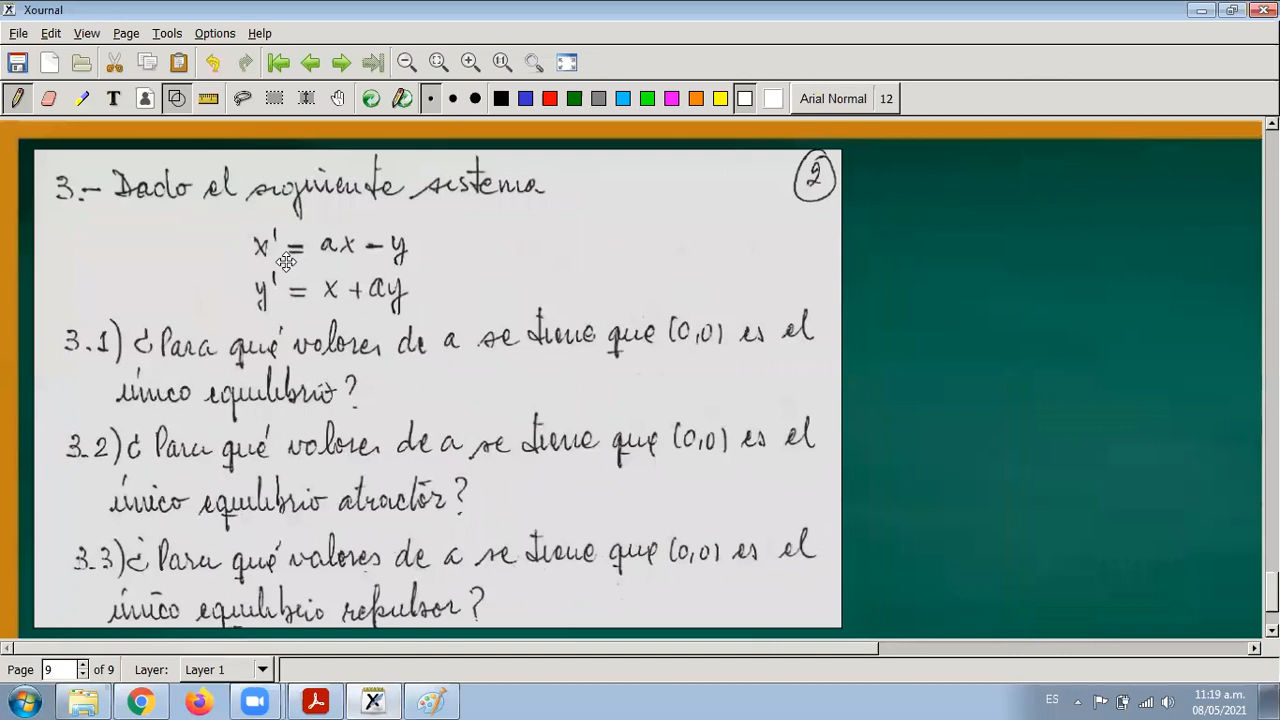 Xournal
File Edit View Page Tools Options Help
Arial Normal 12
3.- Dado el siguiente sistema
2
x' = ax - y
y' = x + ay
3.1) ¿Para qué valores de a se tiene que (0,0) es el
único equilibrio?
3.2) ¿Para qué valores de a se tiene que (0,0) es el
único equilibrio atractor?
3.3) ¿Para qué valores de a se tiene que (0,0) es el
único equilibrio repulsor?
Page 9 of 9 Layer: Layer 1
ES 11:19 a.m.
08/05/2021